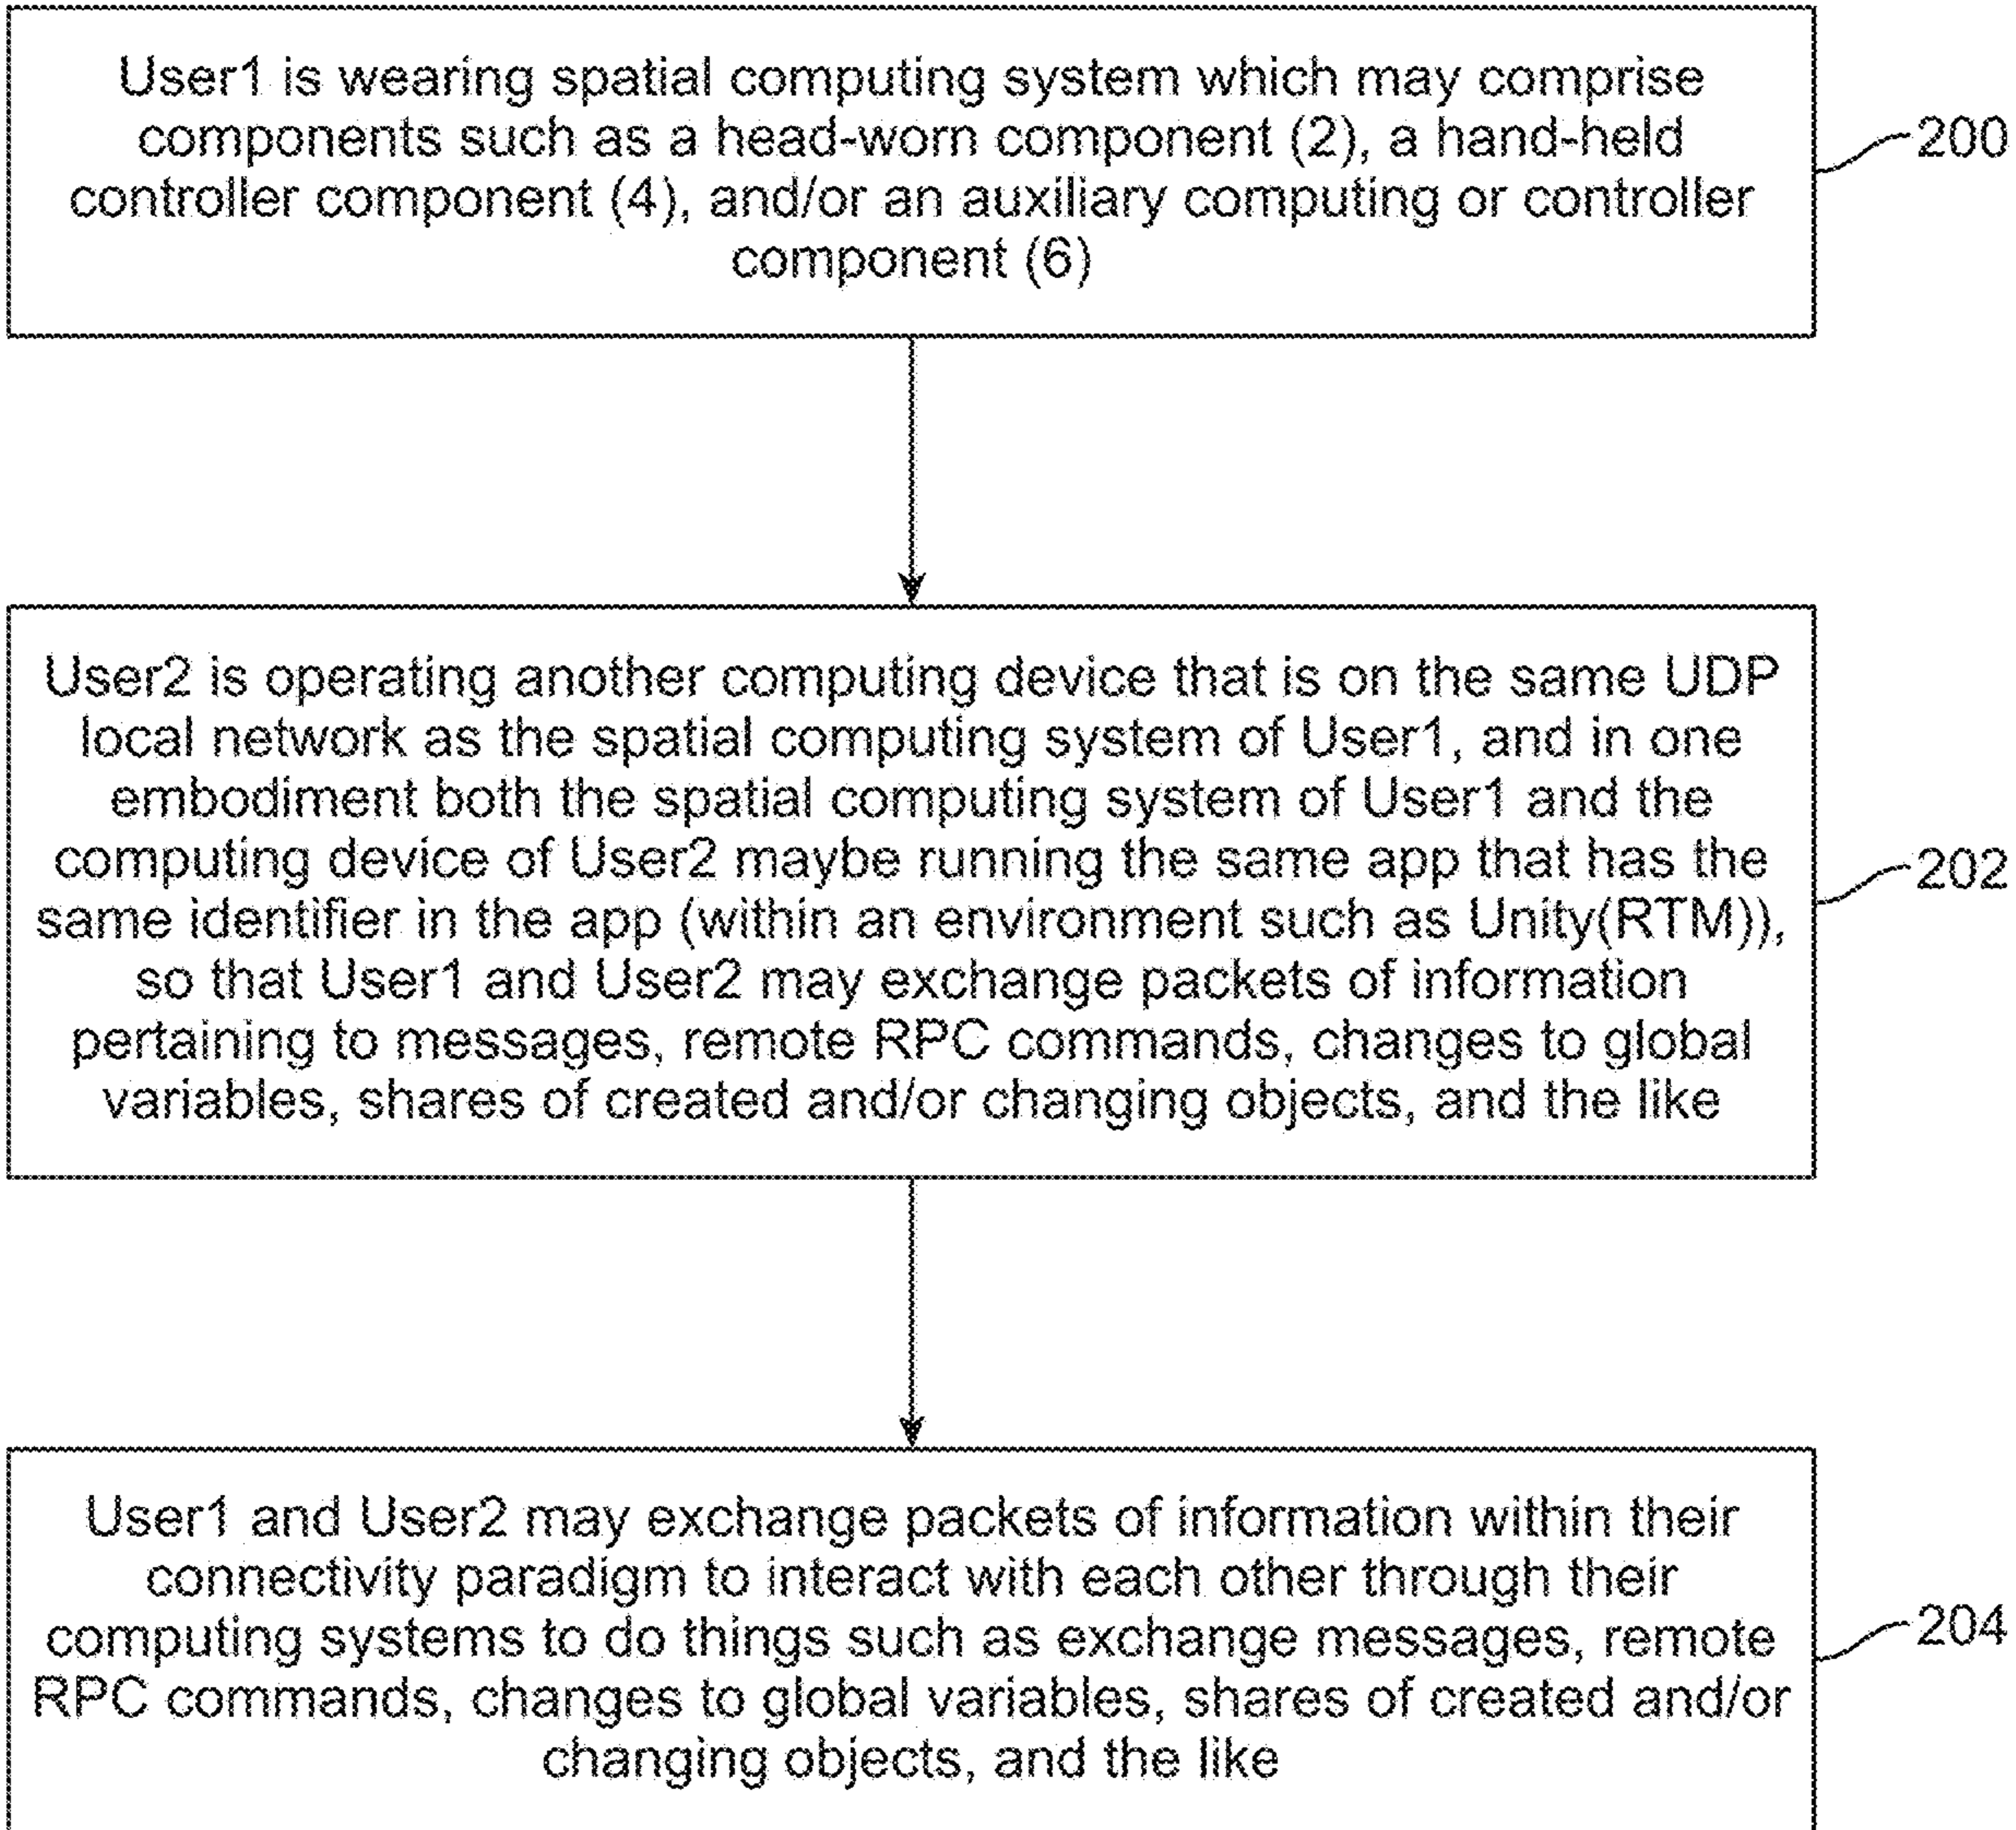 User1 is wearing spatial computing system which may comprise
components such as a head-worn component (2), a hand-held
controller component (4), and/or an auxiliary computing or controller
component (6)
200
User2 is operating another computing device that is on the same UDP
local network as the spatial computing system of User1, and in one
embodiment both the spatial computing system of User1 and the
computing device of User2 maybe running the same app that has the
same identifier in the app (within an environment such as Unity(RTM)),
so that User1 and User2 may exchange packets of information
pertaining to messages, remote RPC commands, changes to global
variables, shares of created and/or changing objects, and the like
202
User1 and User2 may exchange packets of information within their
connectivity paradigm to interact with each other through their
computing systems to do things such as exchange messages, remote
RPC commands, changes to global variables, shares of created and/or
changing objects, and the like
204